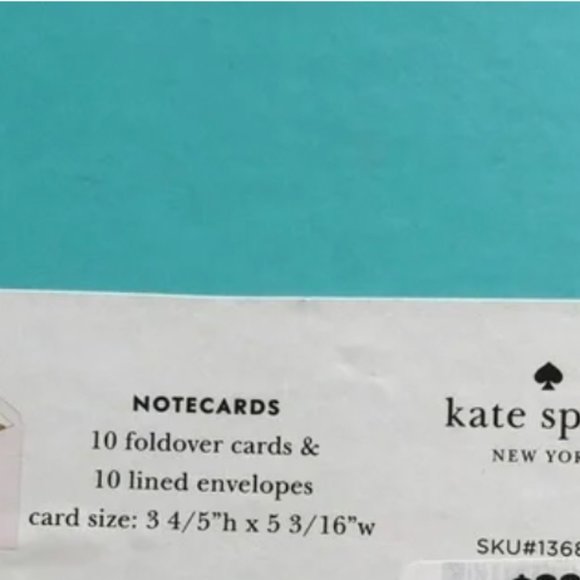 NOTECARDS
10 foldover cards &
10 lined envelopes
card size: 3 4/5”h x 5 3/16”w
kate sp
NEW YOR
SKU#1368